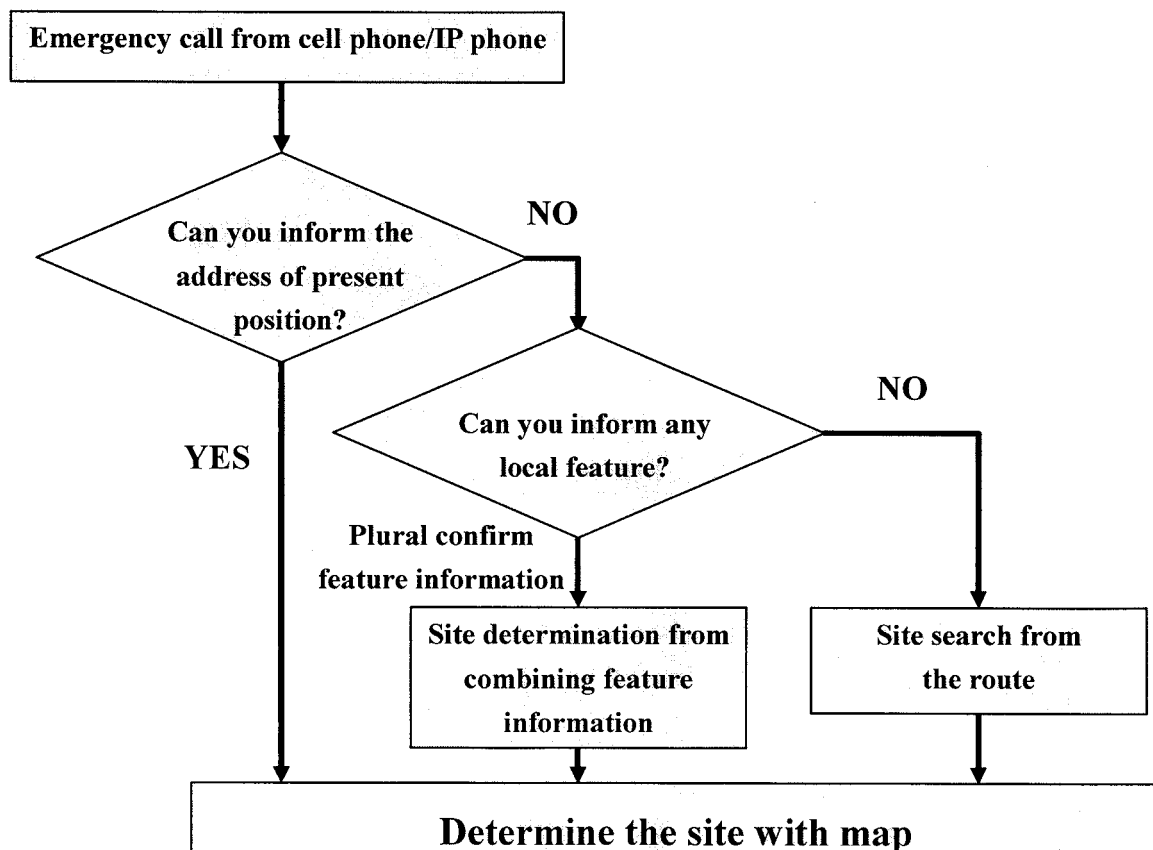 Emergency call from cell phone/IP phone
Can you inform the
address of present
position?
NO
Can you inform any
local feature?
NO
YES
Plural confirm
feature information
Site determination from
combining feature
information
Site search from
the route
Determine the site with map